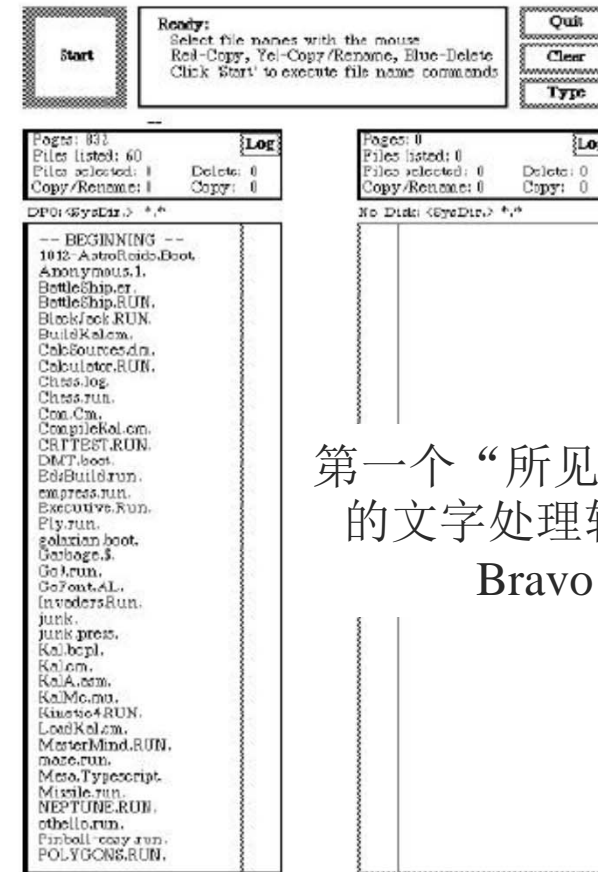 Start
Ready:
Select file names with the mouse
Red-Copy, Yel-Copy/Rename, Blue-Delete
Click 'Start' to execute file name commands
Quit
Clear
Type
--
Pages: 832
Log
Files listed: 60
Files selected: 1 Delete: 0
Copy/Rename: 1 Copy: 0
DP0: <SysDir.> *.*
Pages: 0
Files listed: 0
Files selected: 0 Delete: 0
Copy/Rename: 0 Copy: 0
No Disk: <SysDir.> *.*
-- BEGINNING --
1012-AstroRoids.Boot.
Anonymous.1.
BattleShip.er.
BattleShip.RUN.
BlackJack.RUN.
BuildKal.cm.
CalcSources.dm.
Calculator.RUN.
Chess.log.
Chess.run.
Com.Cm.
CompileKal.cm.
CRTTEST.RUN.
DMT.boot.
EdsBuild.run.
empress.run.
Executive.Run.
Fly.run.
galaxian.boot.
Garbage.$.
GoFont.AL.
Invaders.Run.
junk.
junk.press.
Kal.bcpl.
Kal.cm.
KalA.asm.
KalMc.mu.
Kinetic4.RUN.
LoadKal.cm.
MasterMind.RUN.
maze.run.
Mesa.Typescript.
Missile.run.
NEPTUNE.RUN.
othello.run.
Pinball-easy.run.
POLYGONS.RUN.
第一个“所见
的文字处理
Bravo